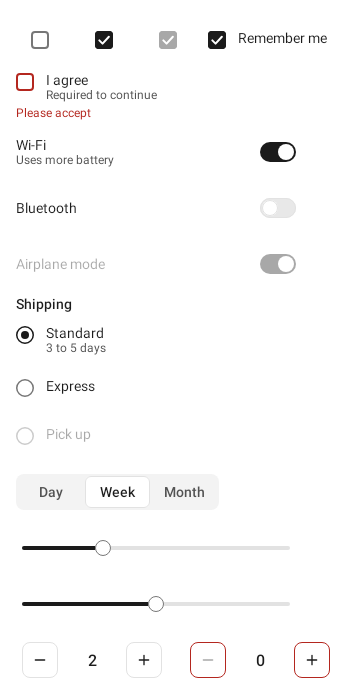 Remember me
I agree
Required to continue
Please accept
Wi-Fi
Uses more battery
Bluetooth
Airplane mode
Shipping
Standard
3 to 5 days
Express
Pick up
Day Week Month
2 0